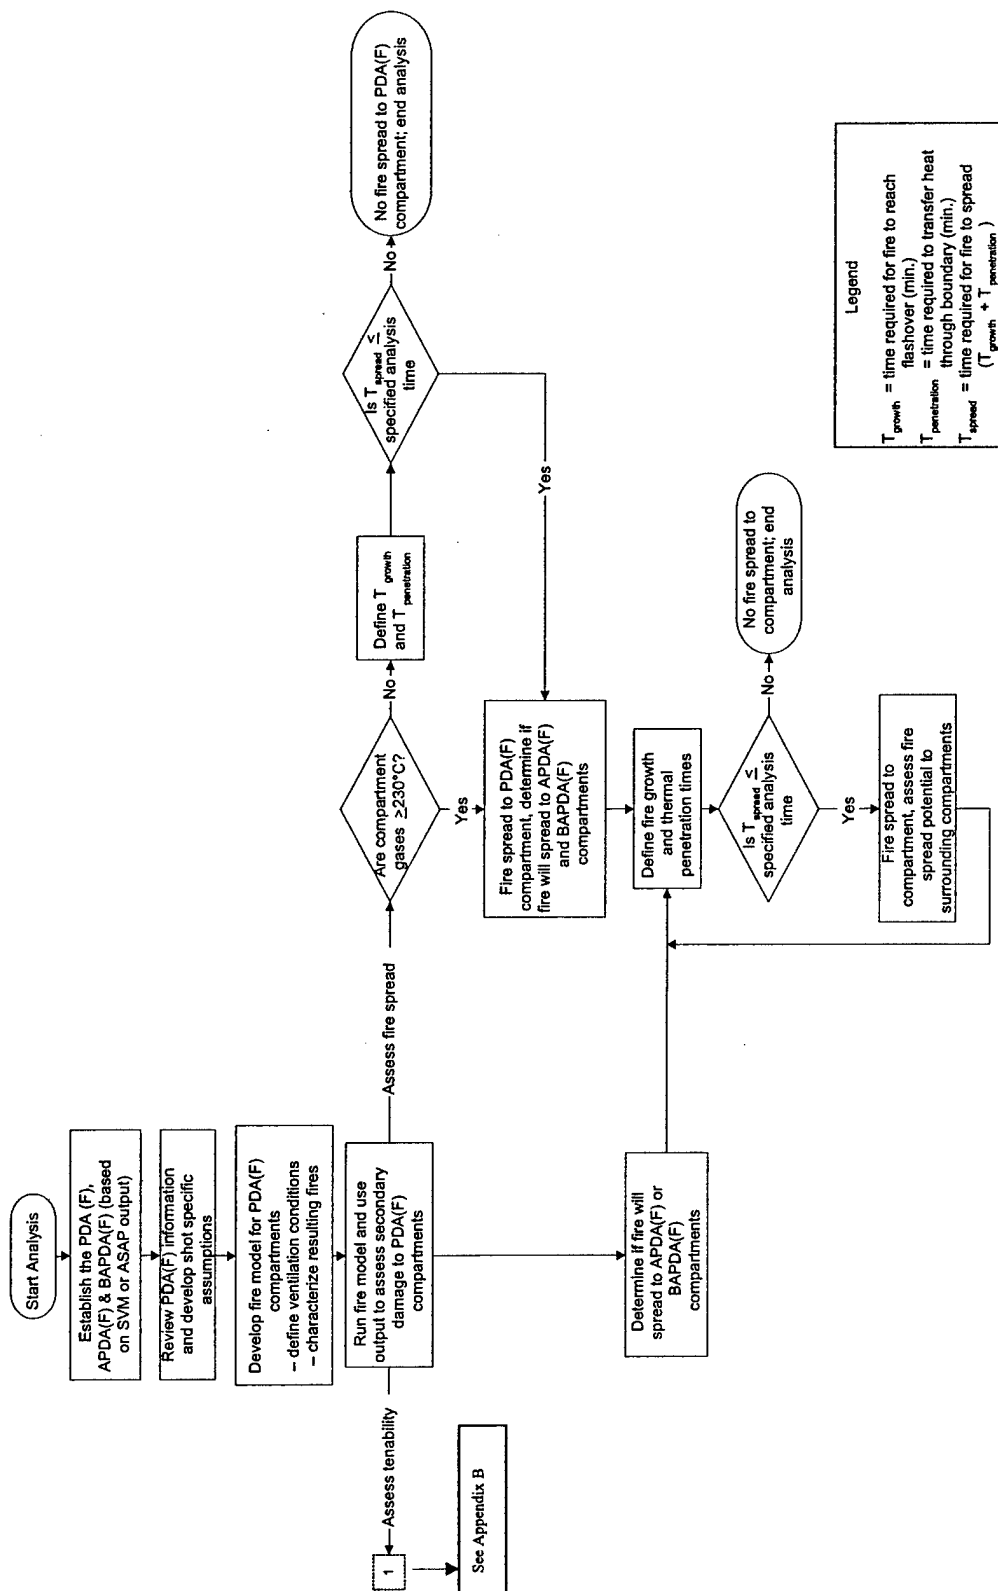 Start Analysis
Establish the PDA (F),
APDA(F) & BAPDA(F) (based
on SVM or ASAP output)
Review PDA(F) information
and develop shot specific
assumptions
Develop fire model for PDA(F)
compartments
– define ventilation conditions
– characterize resulting fires
Run fire model and use
output to assess secondary
damage to PDA(F)
compartments
Assess tenability
1
See Appendix B
Assess fire spread
Are compartment
gases ≥230°C?
No
Define T growth
and T penetration
Is T spread ≤
specified analysis
time
No
No fire spread to PDA(F)
compartment; end analysis
Yes
Yes
Fire spread to PDA(F)
compartment, determine if
fire will spread to APDA(F)
and BAPDA(F)
compartments
Determine if fire will
spread to APDA(F) or
BAPDA(F)
compartments
Define fire growth
and thermal
penetration times
Is T spread ≤
specified analysis
time
No
No fire spread to
compartment; end
analysis
Yes
Fire spread to
compartment, assess fire
spread potential to
surrounding compartments
Legend
T growth = time required for fire to reach
flashover (min.)
T penetration = time required to transfer heat
through boundary (min.)
T spread = time required for fire to spread
(T growth + T penetration )